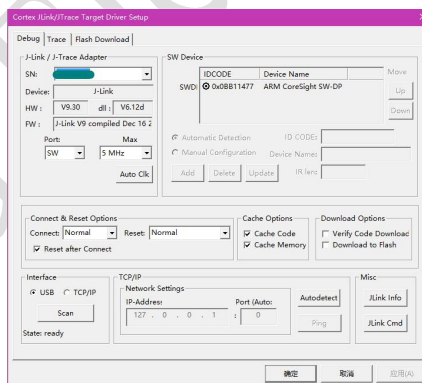 Cortex JLink/JTrace Target Driver Setup
Debug Trace Flash Download
J-Link / J-Trace Adapter
SN:
Device: J-Link
HW : V9.30 dll : V6.12d
FW : J-Link V9 compiled Dec 16 2
Port: Max
SW 5 MHz
Auto Clk
SW Device
IDCODE Device Name Move
SWDI 0x0BB11477 ARM CoreSight SW-DP
Up
Down
Automatic Detection ID CODE:
Manual Configuration Device Name:
Add Delete Update IR len:
Connect & Reset Options
Connect: Normal Reset: Normal
Reset after Connect
Cache Options
Cache Code
Cache Memory
Download Options
Verify Code Download
Download to Flash
Interface
USB TCP/IP
Scan
State: ready
TCP/IP
Network Settings
IP-Address: Port (Auto:
127 . 0 . 0 . 1 : 0
Autodetect
Ping
Misc
JLink Info
JLink Cmd
确定 取消 应用(A)